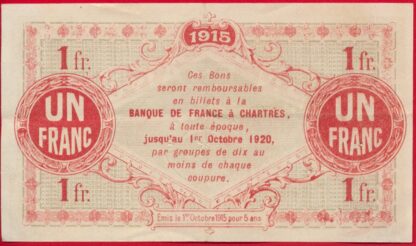 1915
1 fr.
1 fr.
Ces Bons
seront remboursables
en billets à la
BANQUE DE FRANCE à CHARTRES,
à toute époque,
jusqu'au 1er Octobre 1920,
par groupes de dix au
moins de chaque
coupure.
UN
FRANC
UN
FRANC
1 fr.
1 fr.
Émis le 1er Octobre 1915 pour 5 ans